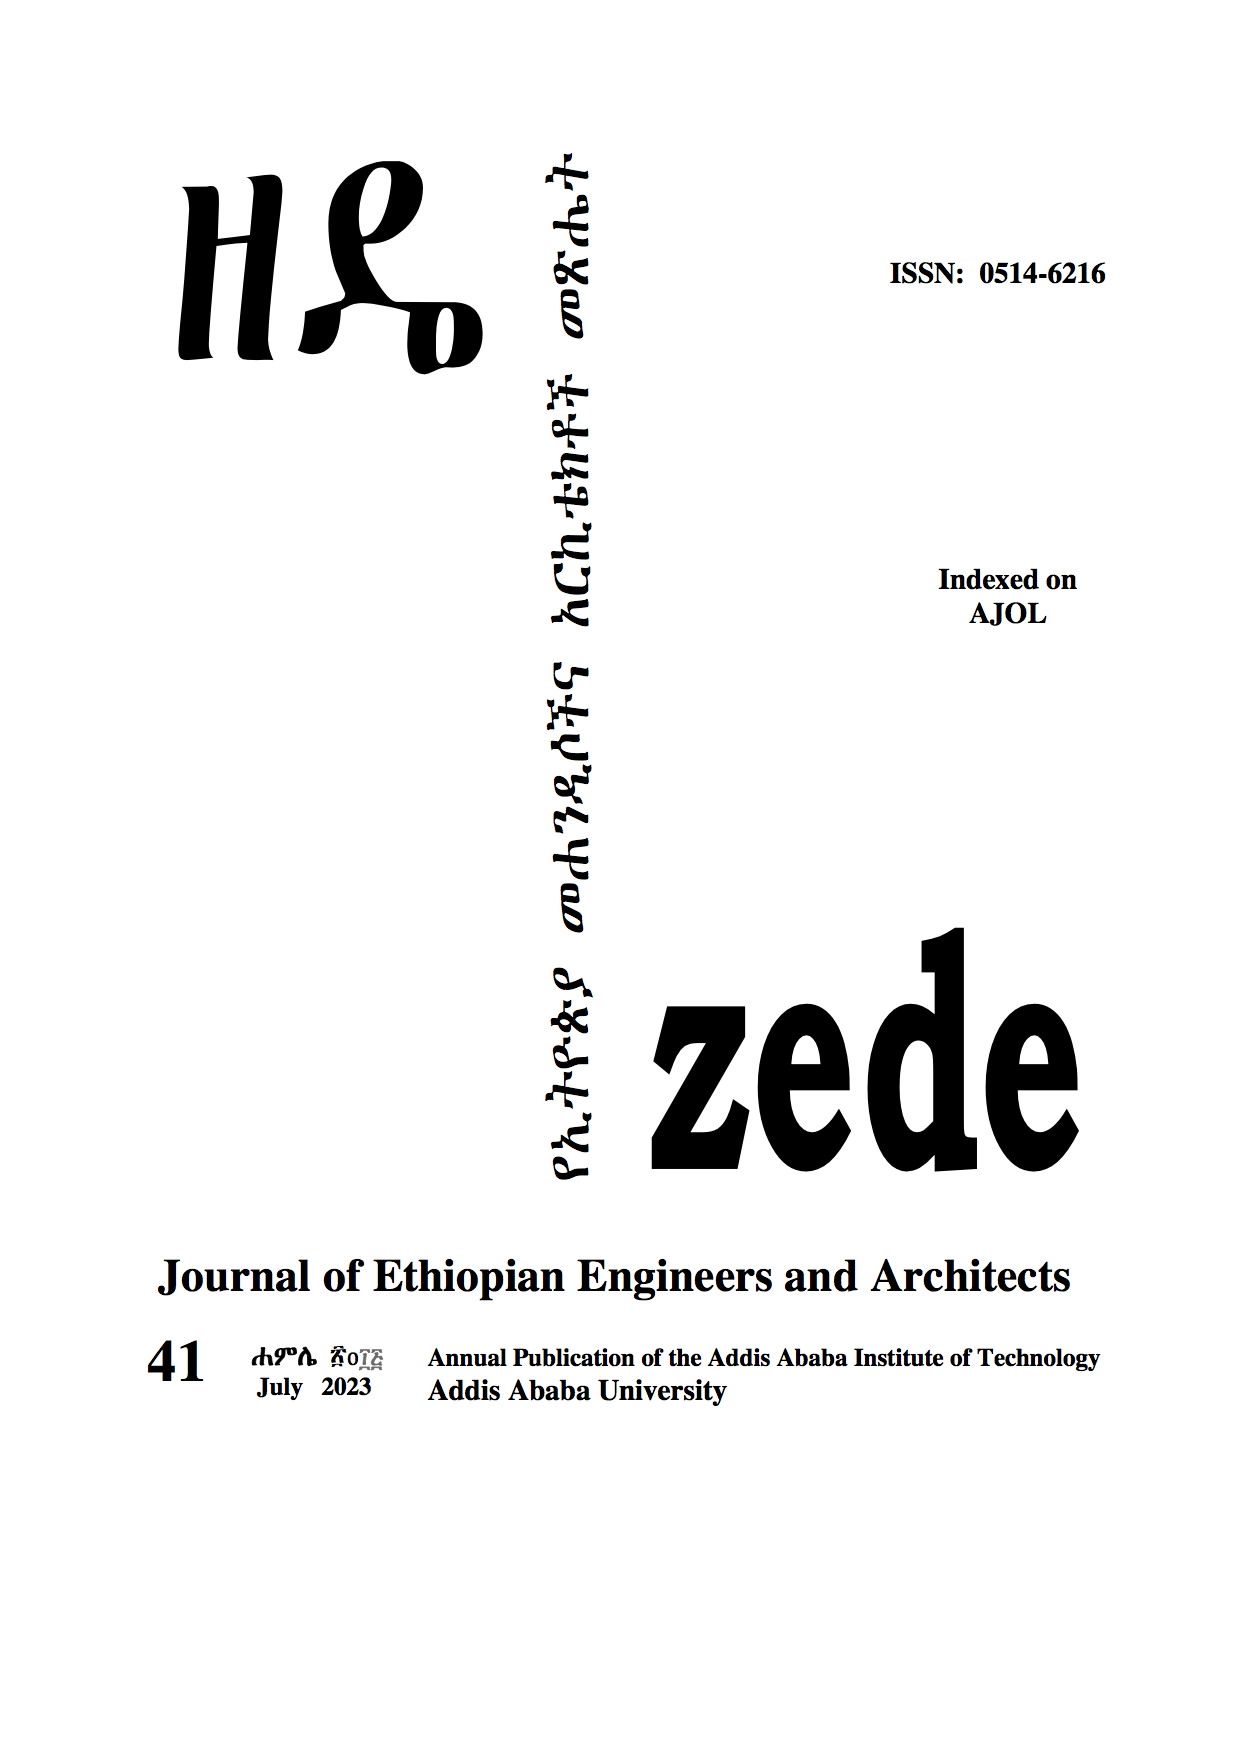 ዘዴ
የኢትዮጵያ መሐንዲሶችና አርኪቴክቶች መጽሔት
ISSN: 0514-6216
Indexed on
AJOL
zede
Journal of Ethiopian Engineers and Architects
41
ሐምሌ
July 2023
Annual Publication of the Addis Ababa Institute of Technology
Addis Ababa University